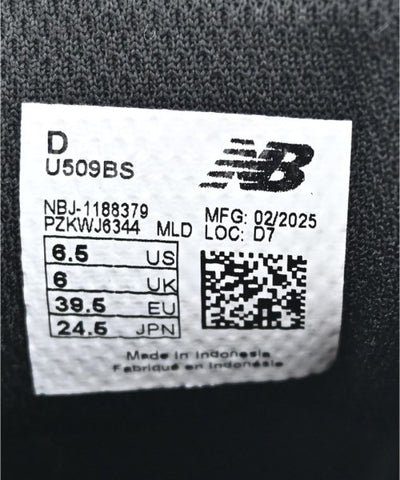 D
U509BS
NB
NBJ-1188379
PZKWJ6344 MLD
MFG: 02/2025
LOC: D7
6.5 US
6 UK
39.5 EU
24.5 JPN
Made in Indonesia
Fabriqué en Indonésie